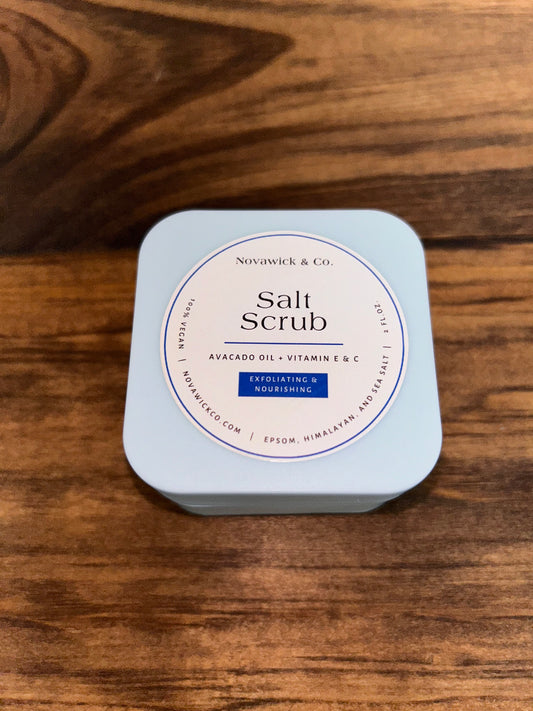 Novawick & Co.
Salt
Scrub
AVACADO OIL + VITAMIN E & C
EXFOLIATING &
NOURISHING
100% VEGAN | NOVAWICKCO.COM | EPSOM, HIMALAYAN, AND SEA SALT | 2 FL OZ.